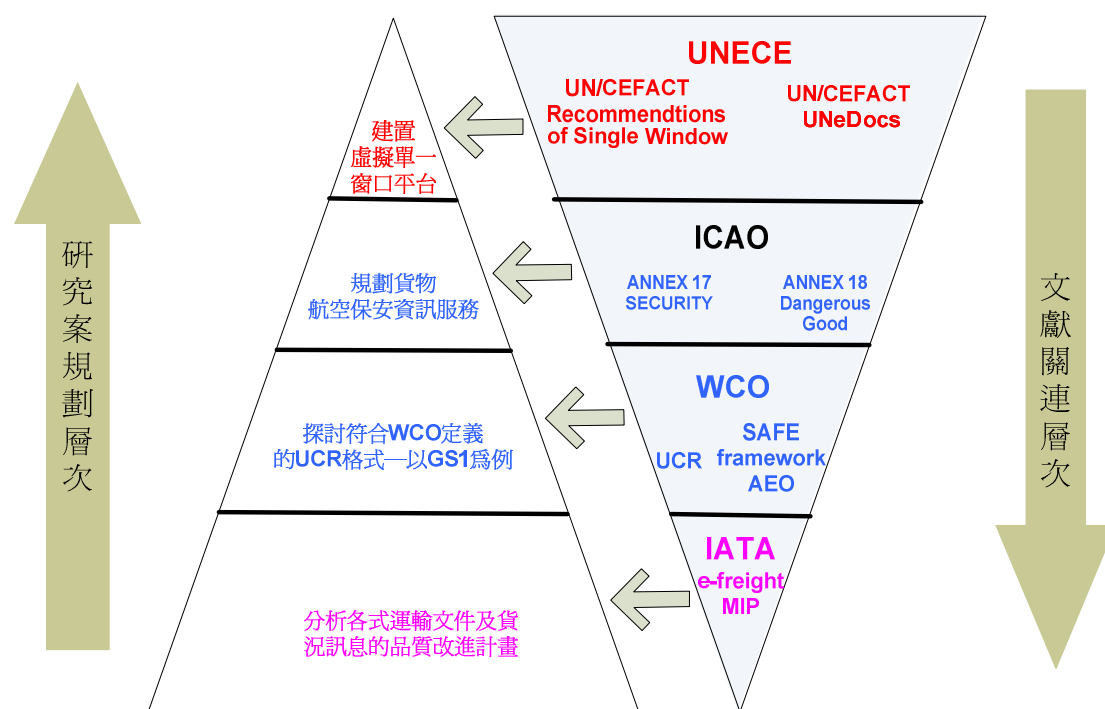 研究案規劃層次
建置
虛擬單一
窗口平台
規劃貨物
航空保安資訊服務
探討符合WCO定義
的UCR格式—以GS1為例
分析各式運輸文件及貨
況訊息的品質改進計畫
UNECE
UN/CEFACT
Recommendtions
of Single Window
UN/CEFACT
UNeDocs
ICAO
ANNEX 17
SECURITY
ANNEX 18
Dangerous
Good
WCO
UCR
SAFE
framework
AEO
IATA
e-freight
MIP
文獻關連層次